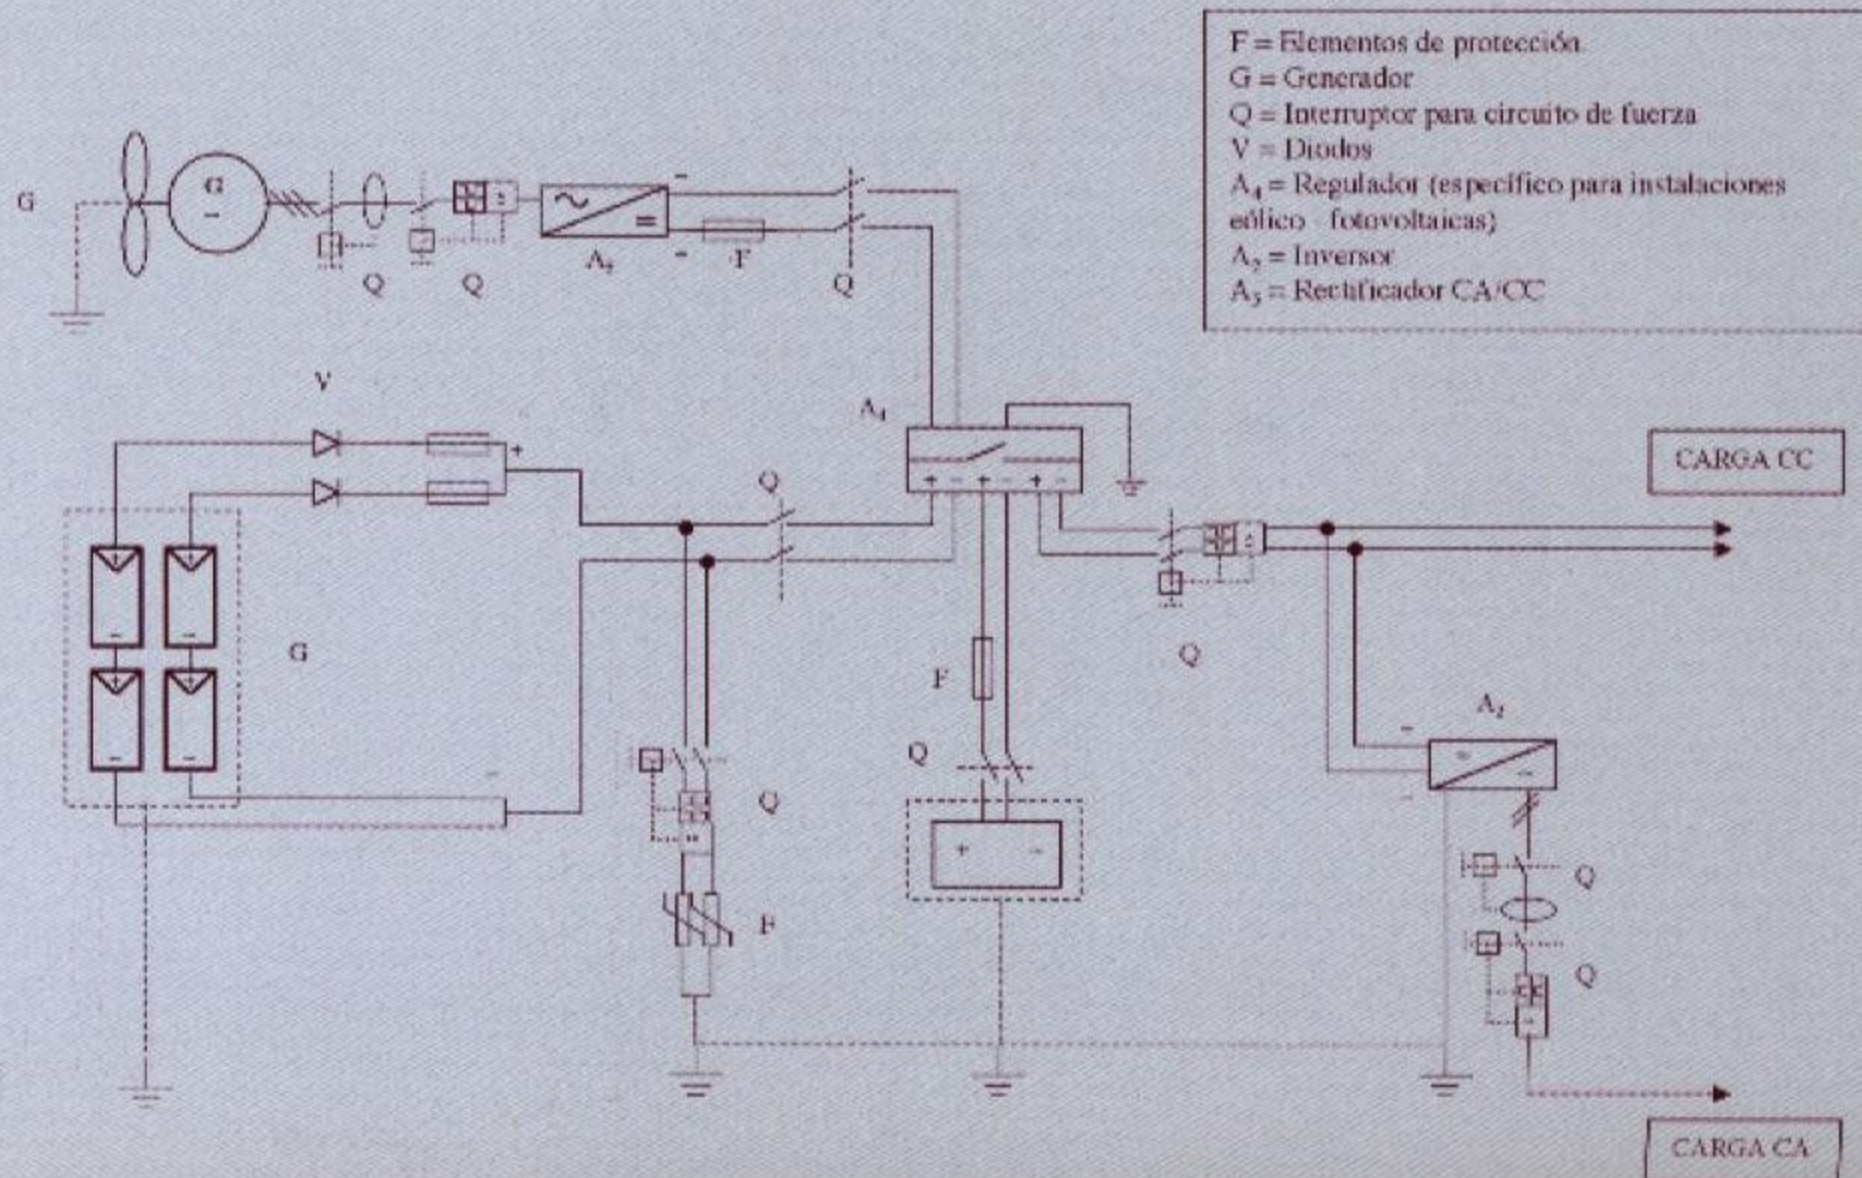 F = Elementos de protección.
G = Generador
Q = Interruptor para circuito de fuerza
V = Diodos
A₄ = Regulador (específico para instalaciones
eólico - fotovoltaicas)
A₂ = Inversor
A₅ = Rectificador CA/CC
G
G
~
Q
Q
A₅
F
Q
V
A₄
+
Q
+ - + - + -
CARGA CC
G
F
Q
Q
A₂
Q
Q
+ -
F
Q
Q
CARGA CA